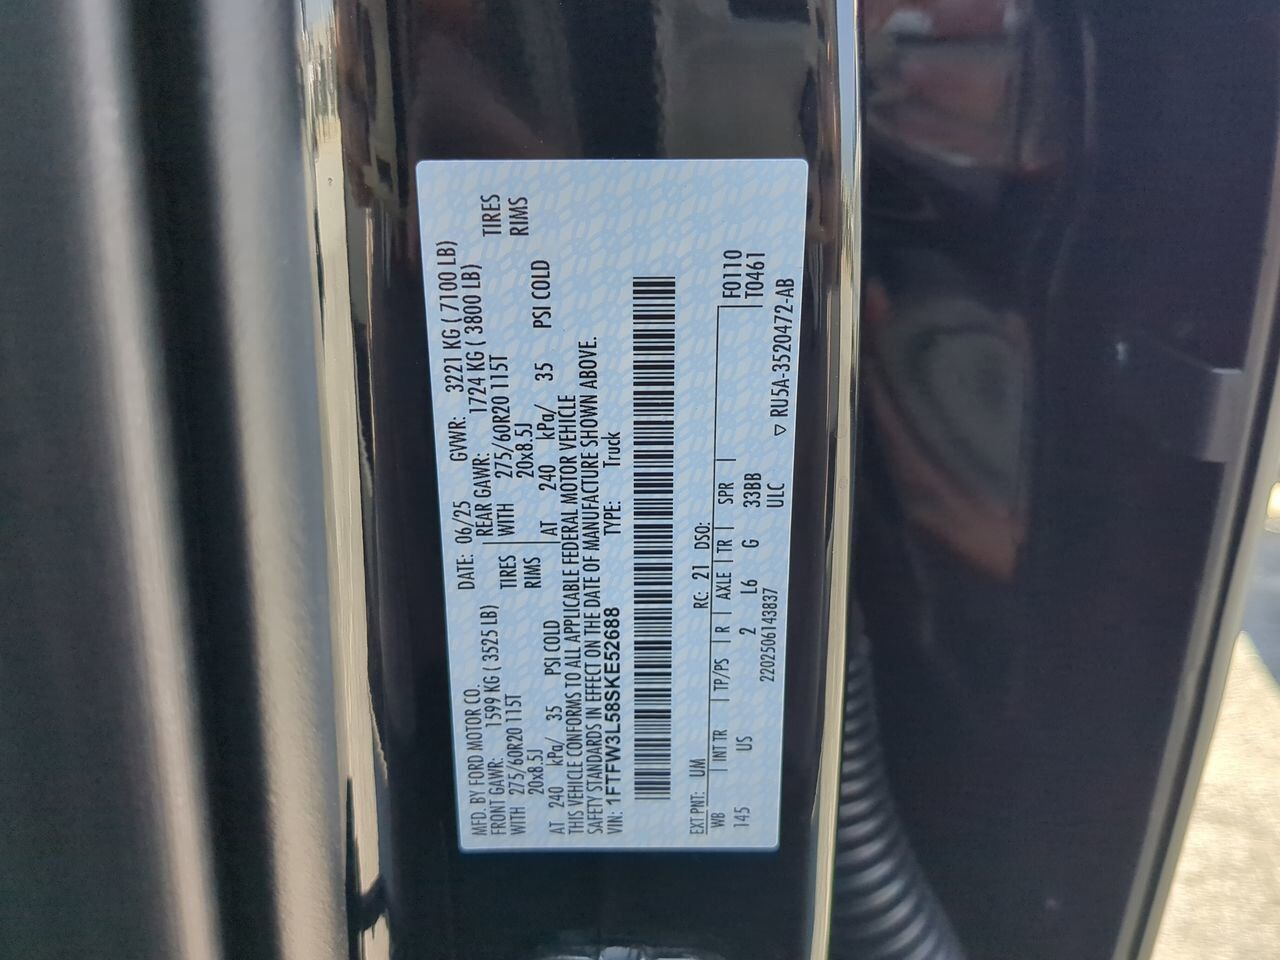 MFD. BY FORD MOTOR CO.
DATE: 06/25 GVWR: 3221 KG ( 7100 LB)
FRONT GAWR: 1599 KG ( 3525 LB) REAR GAWR: 1724 KG ( 3800 LB)
WITH 275/60R20 115T TIRES WITH 275/60R20 115T TIRES
20x8.5J RIMS 20x8.5J RIMS
AT 240 kPa/ 35 PSI COLD AT 240 kPa/ 35 PSI COLD
THIS VEHICLE CONFORMS TO ALL APPLICABLE FEDERAL MOTOR VEHICLE
SAFETY STANDARDS IN EFFECT ON THE DATE OF MANUFACTURE SHOWN ABOVE.
VIN: 1FTFW3L58SKE52688 TYPE: Truck
EXT PNT: UM RC: 21 DSO:
WB INT TR TP/PS R AXLE TR SPR F0110
145 US 2 L6 G 33BB T0461
ULC
2202506143837 ▽ RU5A-3520472-AB